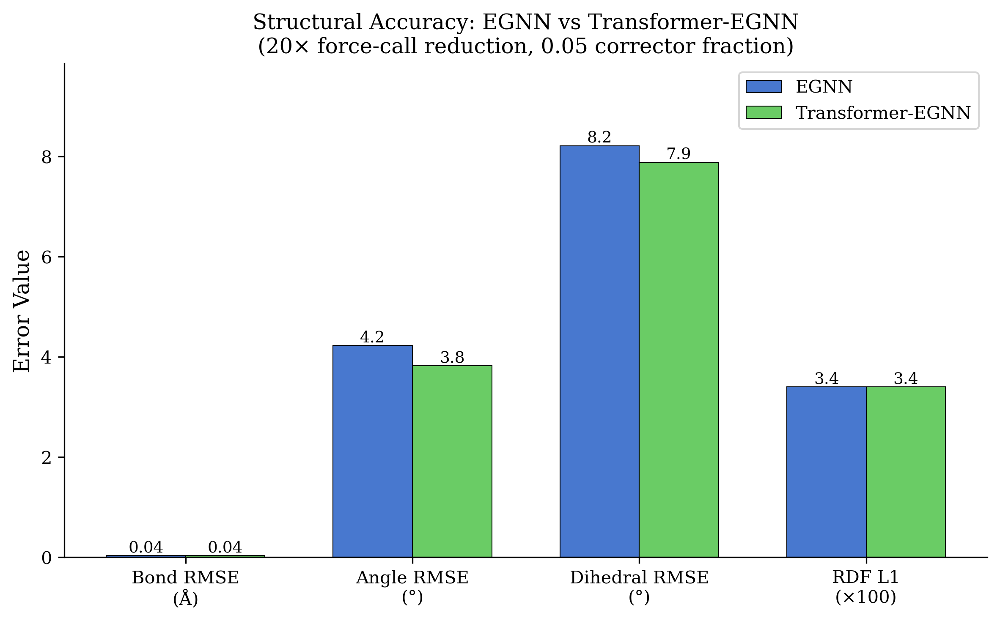 Structural Accuracy: EGNN vs Transformer-EGNN
(20× force-call reduction, 0.05 corrector fraction)
EGNN
Transformer-EGNN
Error Value
8
6
4
2
0
0.04
0.04
4.2
3.8
8.2
7.9
3.4
3.4
Bond RMSE
(Å)
Angle RMSE
(°)
Dihedral RMSE
(°)
RDF L1
(×100)